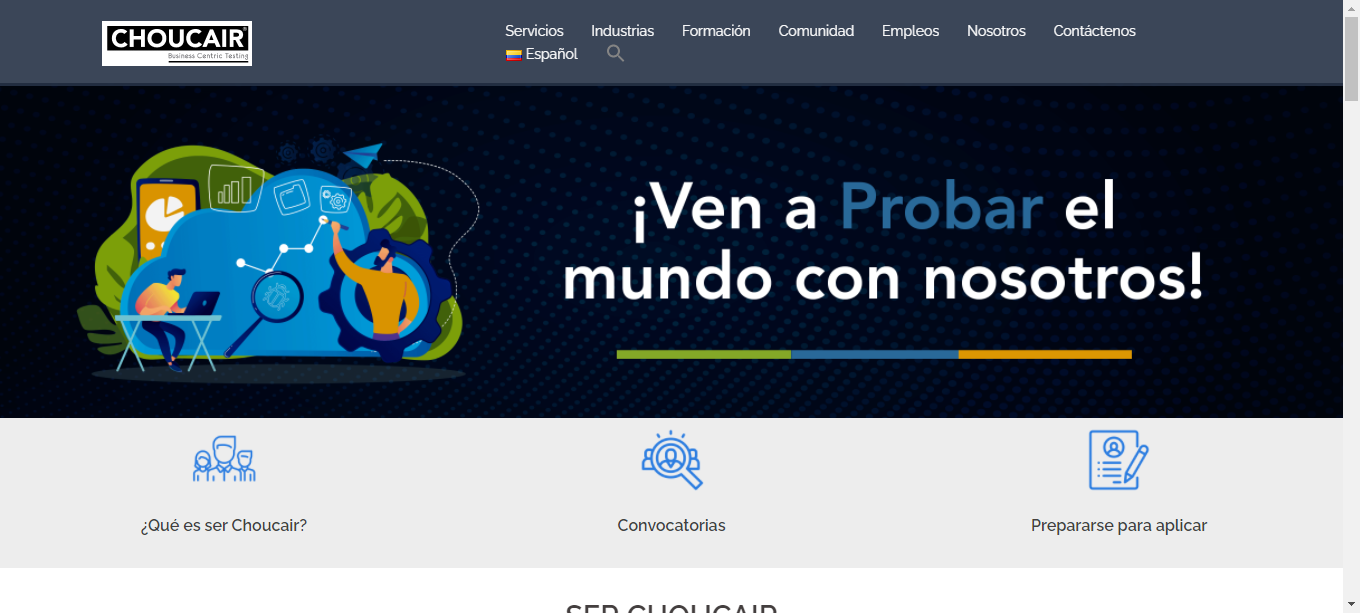 CHOUCAIR
Business Centric Testing
Servicios Industrias Formación Comunidad Empleos Nosotros Contáctenos
Español
¡Ven a Probar el
mundo con nosotros!
¿Qué es ser Choucair?
Convocatorias
Prepararse para aplicar
SER CHOUCAIR